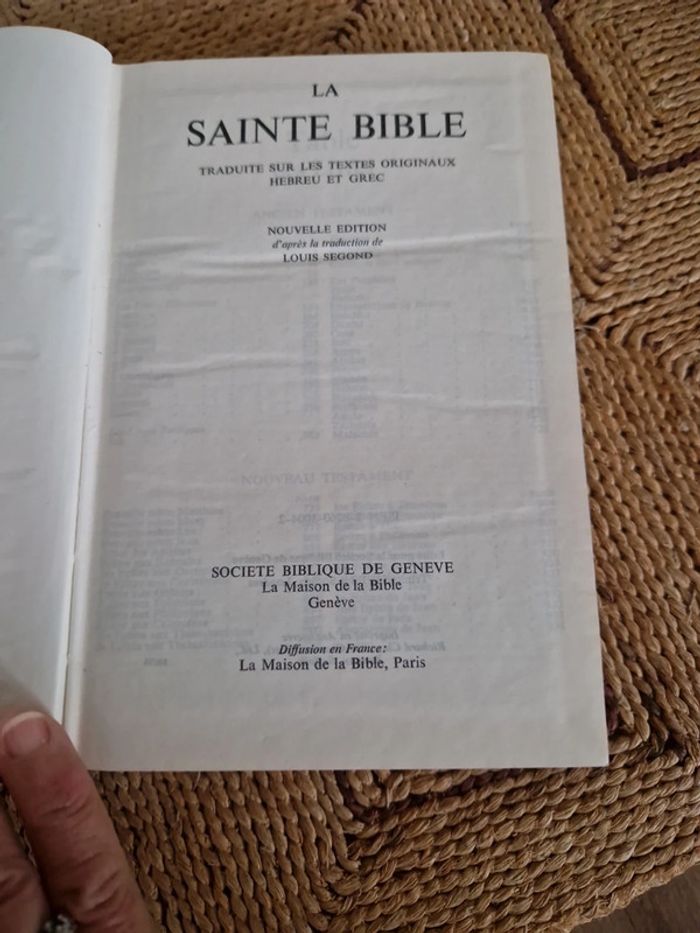 LA
SAINTE BIBLE
TRADUITE SUR LES TEXTES ORIGINAUX
HEBREU ET GREC
NOUVELLE EDITION
d'après la traduction de
LOUIS SEGOND
SOCIETE BIBLIQUE DE GENEVE
La Maison de la Bible
Genève
Diffusion en France:
La Maison de la Bible, Paris